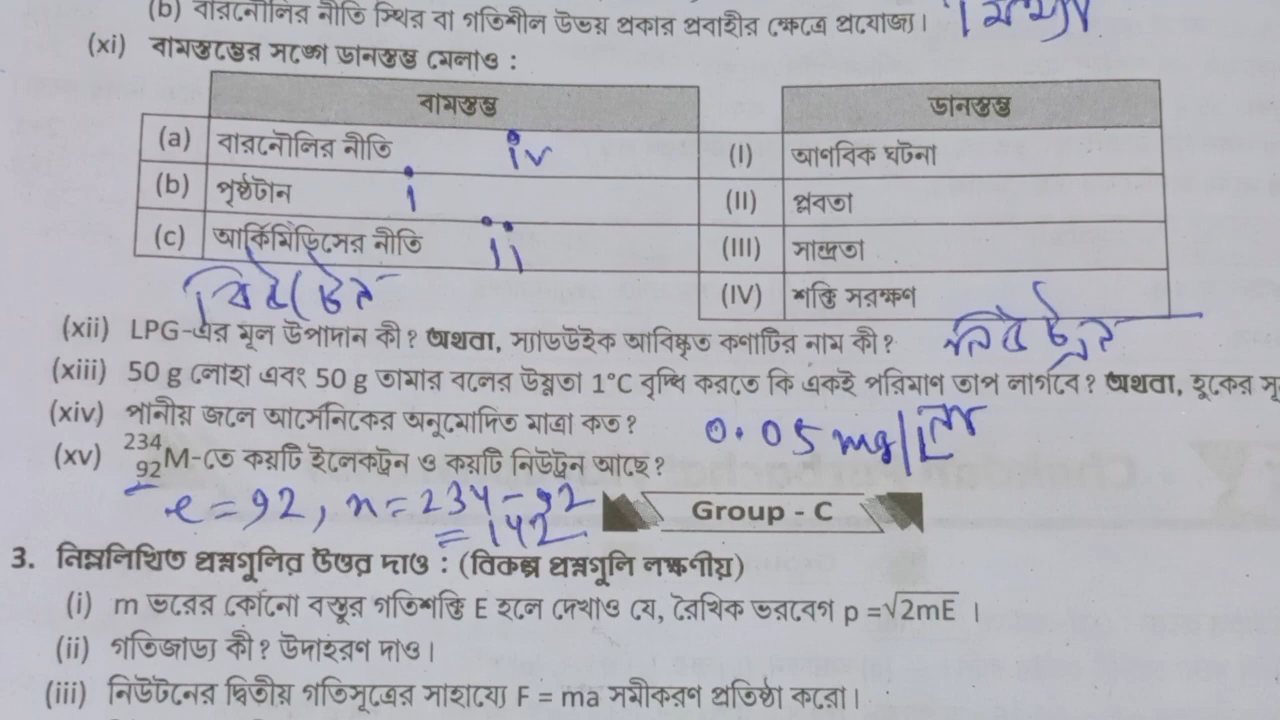 (b) বারনৌলির নীতি স্থির বা গতিশীল উভয় প্রকার প্রবাহীর ক্ষেত্রে প্রযোজ্য। মিথ্যা
(xi) বামস্তম্ভের সঙ্গে ডানস্তম্ভ মেলাও :
বামস্তম্ভ ডানস্তম্ভ
(a) বারনৌলির নীতি iv (I) আণবিক ঘটনা
(b) পৃষ্ঠটান i (II) প্লবতা
(c) আর্কিমিডিসের নীতি ii (III) সান্দ্রতা
(IV) শক্তি সংরক্ষণ
বিউটেন
(xii) LPG-এর মূল উপাদান কী? অথবা, স্যাডউইক আবিষ্কৃত কণাটির নাম কী? নিউট্রন
(xiii) 50 g লোহা এবং 50 g তামার বলের উষ্ণতা 1°C বৃদ্ধি করতে কি একই পরিমাণ তাপ লাগবে? অথবা, হুকের
(xiv) পানীয় জলে আর্সেনিকের অনুমোদিত মাত্রা কত? 0.05 mg/
(xv) ²³⁴₉₂M-তে কয়টি ইলেকট্রন ও কয়টি নিউট্রন আছে?
e = 92, n = 234 - 92
= 142
Group - C
3. নিম্নলিখিত প্রশ্নগুলির উত্তর দাও : (বিকল্প প্রশ্নগুলি লক্ষণীয়)
(i) m ভরের কোনো বস্তুর গতিশক্তি E হলে দেখাও যে, রৈখিক ভরবেগ p =√2mE ।
(ii) গতিজাড্য কী? উদাহরণ দাও।
(iii) নিউটনের দ্বিতীয় গতিসূত্রের সাহায্যে F = ma সমীকরণ প্রতিষ্ঠা করো।